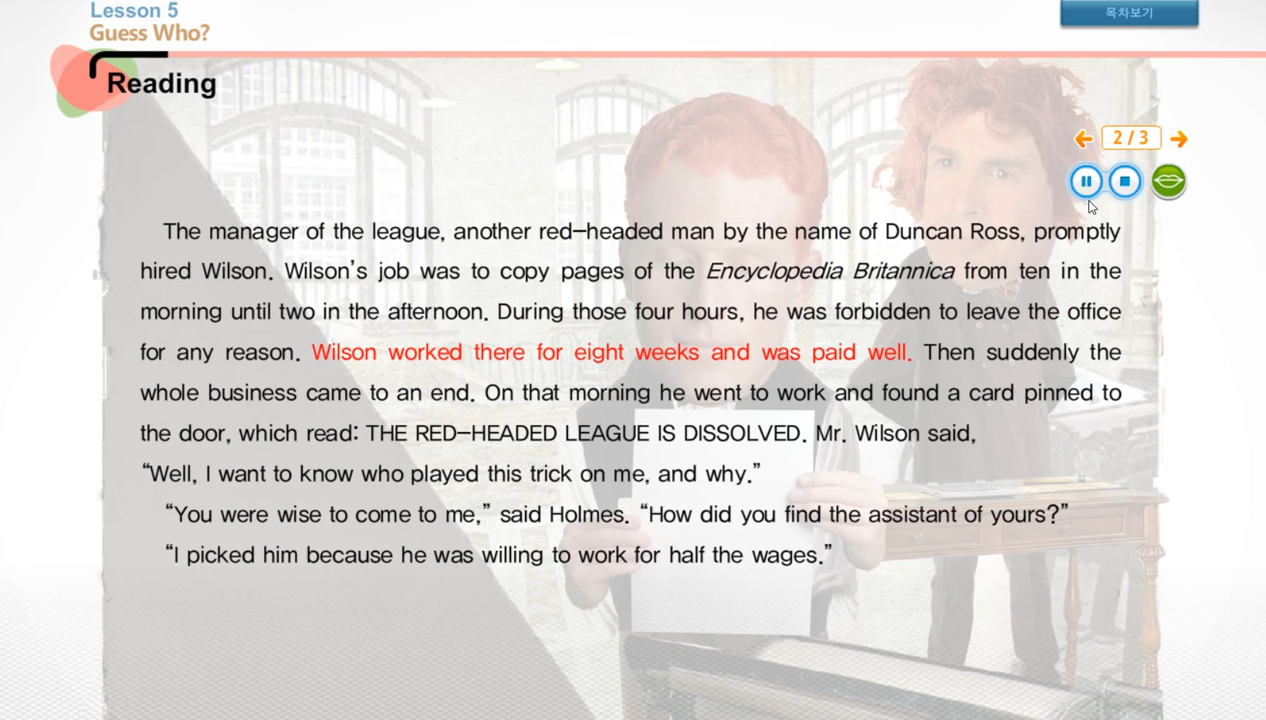 Lesson 5
Guess Who?
목차보기
Reading
2 / 3
The manager of the league, another red-headed man by the name of Duncan Ross, promptly
hired Wilson. Wilson's job was to copy pages of the Encyclopedia Britannica from ten in the
morning until two in the afternoon. During those four hours, he was forbidden to leave the office
for any reason. Wilson worked there for eight weeks and was paid well. Then suddenly the
whole business came to an end. On that morning he went to work and found a card pinned to
the door, which read: THE RED-HEADED LEAGUE IS DISSOLVED. Mr. Wilson said,
“Well, I want to know who played this trick on me, and why.”
“You were wise to come to me,” said Holmes. “How did you find the assistant of yours?”
“I picked him because he was willing to work for half the wages.”